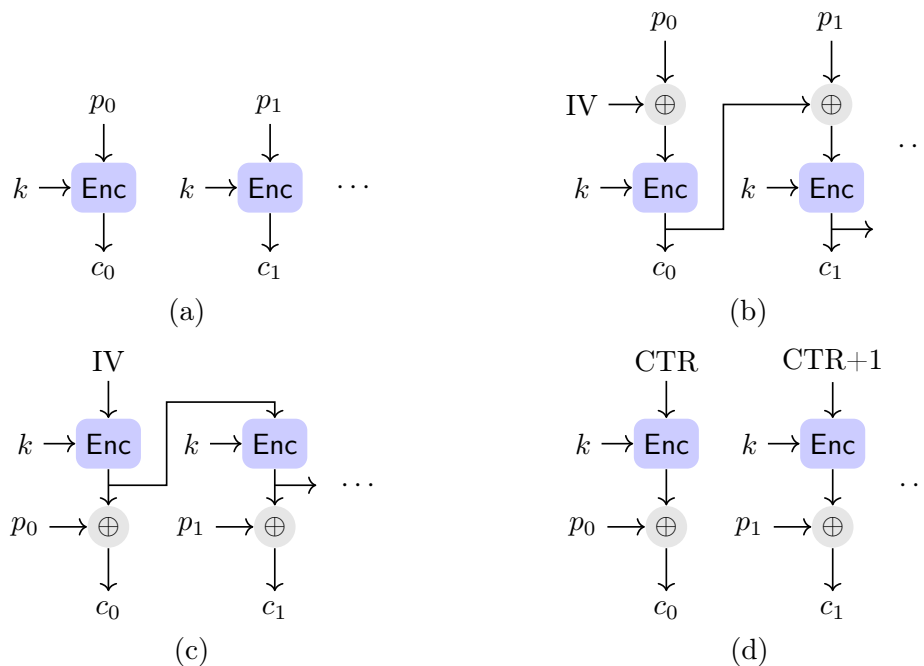 p₀ p₁
k Enc k Enc ⋯
c₀ c₁
(a)
p₀ p₁
IV ⊕ ⊕
k Enc k Enc ⋯
c₀ c₁
(b)
IV
k Enc k Enc ⋯
p₀ ⊕ p₁ ⊕
c₀ c₁
(c)
CTR CTR+1
k Enc k Enc ⋯
p₀ ⊕ p₁ ⊕
c₀ c₁
(d)